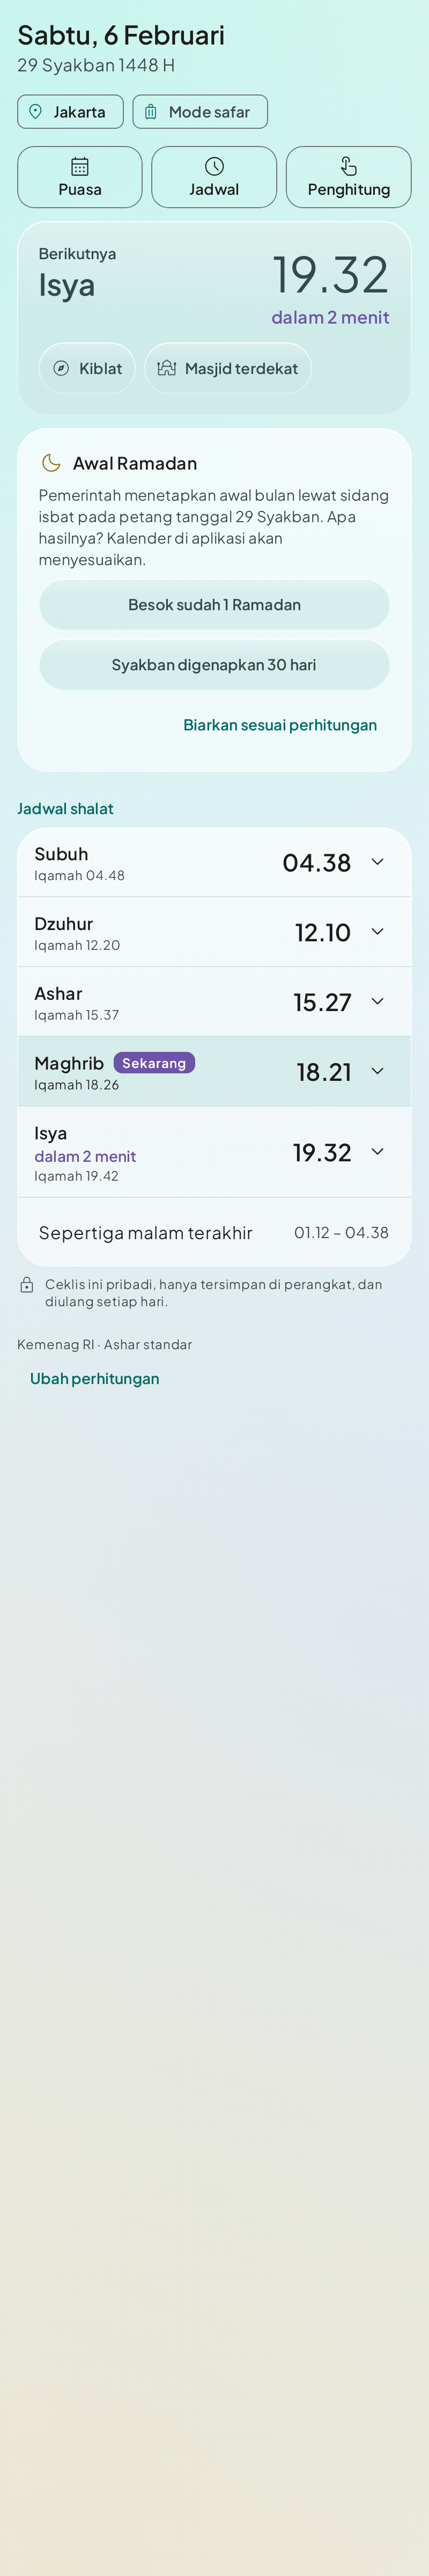 Sabtu, 6 Februari
29 Syakban 1448 H
Jakarta
Mode safar
Puasa
Jadwal
Penghitung
Berikutnya
Isya
19.32
dalam 2 menit
Kiblat
Masjid terdekat
Awal Ramadan
Pemerintah menetapkan awal bulan lewat sidang
isbat pada petang tanggal 29 Syakban. Apa
hasilnya? Kalender di aplikasi akan
menyesuaikan.
Besok sudah 1 Ramadan
Syakban digenapkan 30 hari
Biarkan sesuai perhitungan
Jadwal shalat
Subuh
Iqamah 04.48
04.38
Dzuhur
Iqamah 12.20
12.10
Ashar
Iqamah 15.37
15.27
Maghrib Sekarang
Iqamah 18.26
18.21
Isya
dalam 2 menit
Iqamah 19.42
19.32
Sepertiga malam terakhir 01.12 – 04.38
Ceklis ini pribadi, hanya tersimpan di perangkat, dan
diulang setiap hari.
Kemenag RI · Ashar standar
Ubah perhitungan